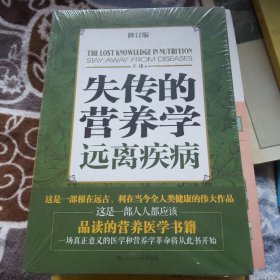 修订版
THE LOST KNOWLEDGE IN NUTRITION
STAY AWAY FROM DISEASES
王涛
失传的
营养学
远离疾病
这是一部根在远古、利在当今全人类健康的伟大作品
这是一部人人都应该
品读的营养医学书籍
一场真正意义的医学和营养学革命将从此书开始